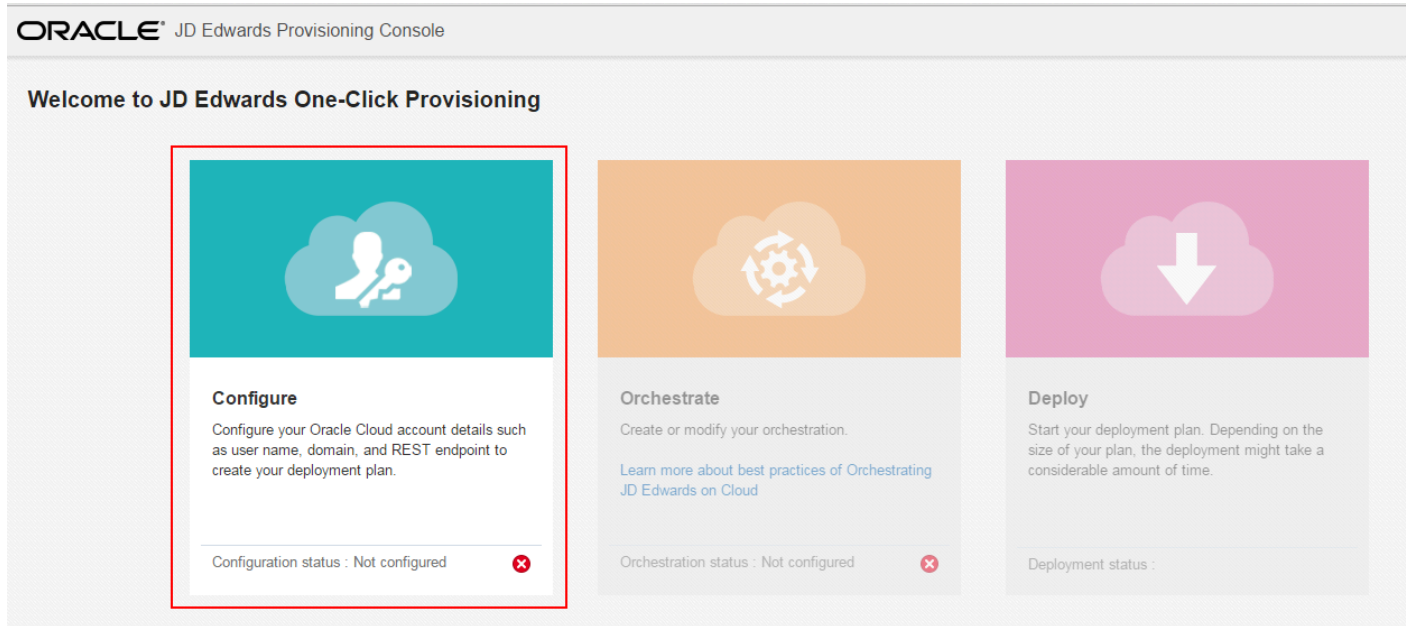 ORACLE® JD Edwards Provisioning Console
Welcome to JD Edwards One-Click Provisioning
Configure
Configure your Oracle Cloud account details such
as user name, domain, and REST endpoint to
create your deployment plan.
Configuration status : Not configured
Orchestrate
Create or modify your orchestration.
Learn more about best practices of Orchestrating
JD Edwards on Cloud
Orchestration status : Not configured
Deploy
Start your deployment plan. Depending on the
size of your plan, the deployment might take a
considerable amount of time.
Deployment status :